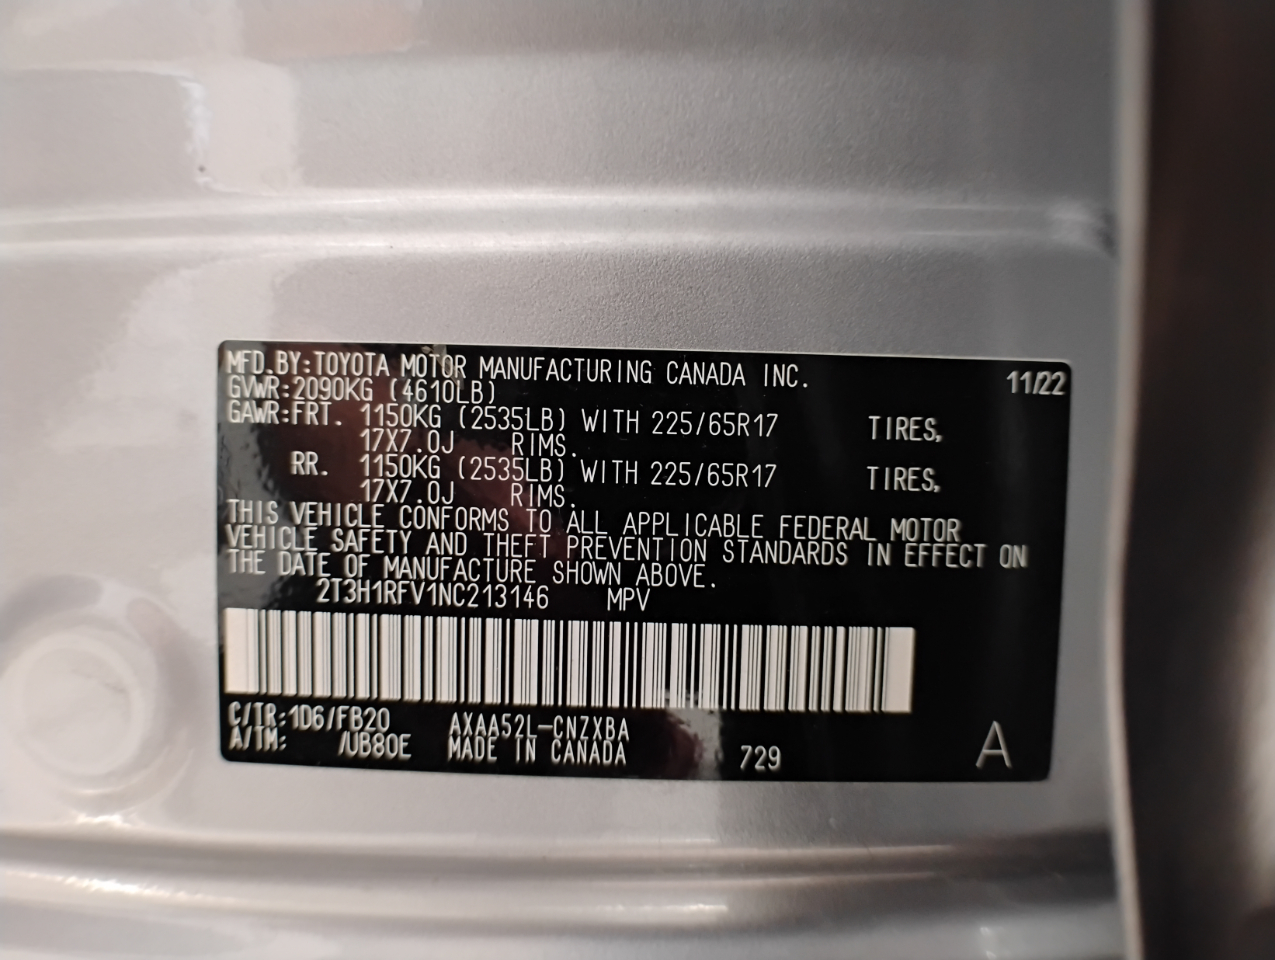 MFD.BY:TOYOTA MOTOR MANUFACTURING CANADA INC. 11/22
GVWR:2090KG (4610LB)
GAWR:FRT. 1150KG (2535LB) WITH 225/65R17 TIRES,
17X7.0J RIMS.
RR. 1150KG (2535LB) WITH 225/65R17 TIRES,
17X7.0J RIMS.
THIS VEHICLE CONFORMS TO ALL APPLICABLE FEDERAL MOTOR
VEHICLE SAFETY AND THEFT PREVENTION STANDARDS IN EFFECT ON
THE DATE OF MANUFACTURE SHOWN ABOVE.
2T3H1RFV1NC213146 MPV
C/TR:1D6/FB20 AXAA52L-CNZXBA
A/TM: /UB80E MADE IN CANADA 729 A